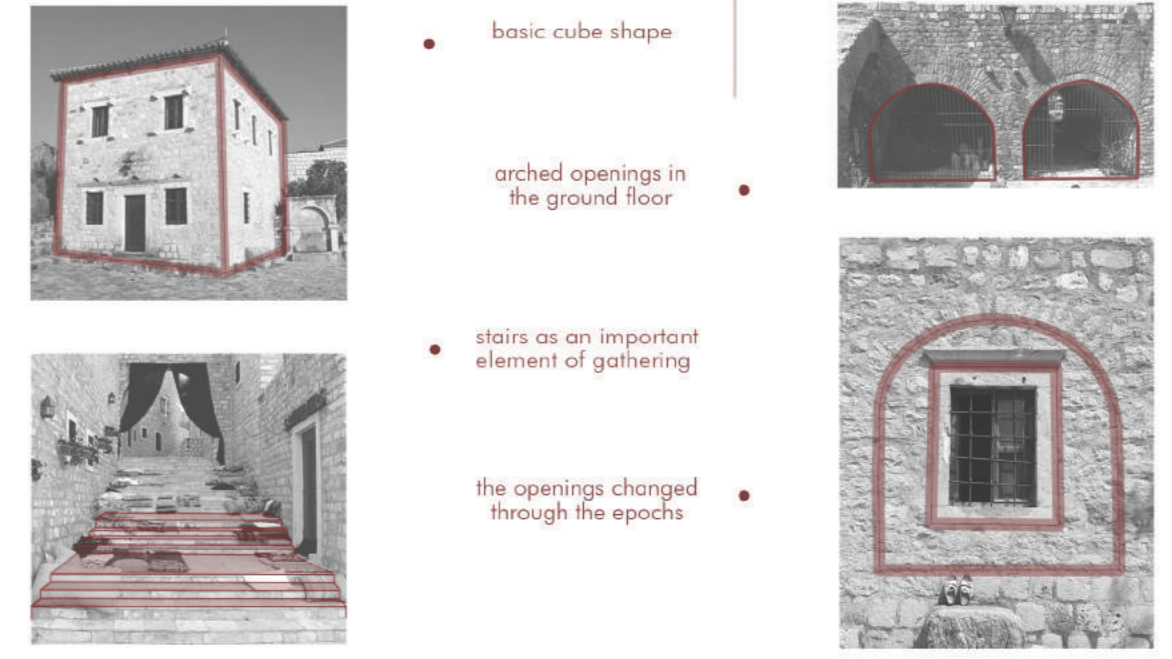 basic cube shape
arched openings in
the ground floor
stairs as an important
element of gathering
the openings changed
through the epochs